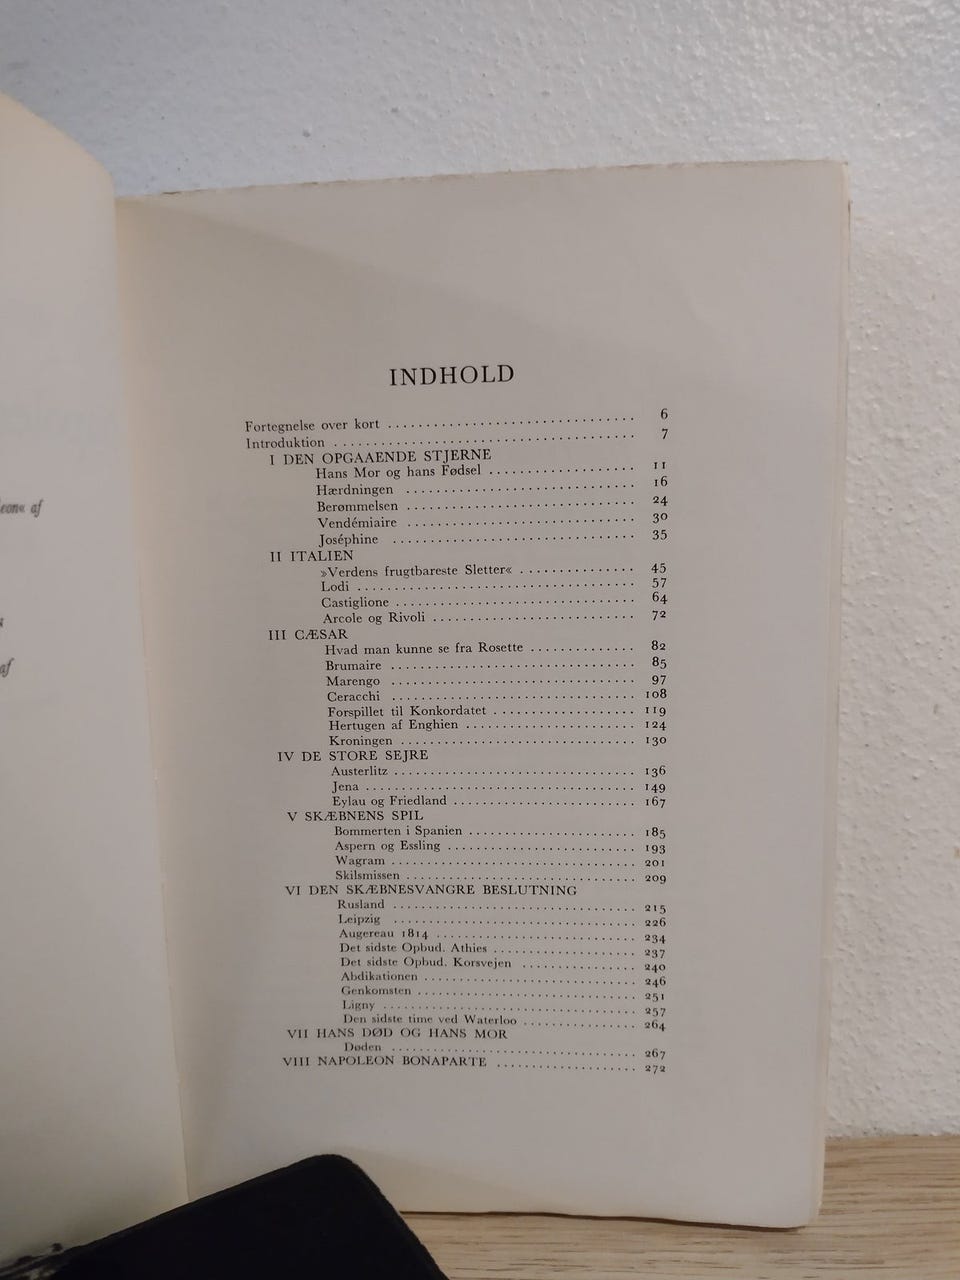 eon« af
af
INDHOLD
Fortegnelse over kort ................................ 6
Introduktion ........................................ 7
I DEN OPGAAENDE STJERNE
Hans Mor og hans Fødsel .................... 11
Hærdningen ................................ 16
Berømmelsen ............................... 24
Vendémiaire ............................... 30
Joséphine ................................. 35
II ITALIEN
»Verdens frugtbareste Sletter« ................ 45
Lodi ...................................... 57
Castiglione ................................ 64
Arcole og Rivoli ............................ 72
III CÆSAR
Hvad man kunne se fra Rosette .............. 82
Brumaire .................................. 85
Marengo .................................. 97
Ceracchi .................................. 108
Forspillet til Konkordatet .................... 119
Hertugen af Enghien ........................ 124
Kroningen ................................ 130
IV DE STORE SEJRE
Austerlitz ................................. 136
Jena ...................................... 149
Eylau og Friedland ......................... 167
V SKÆBNENS SPIL
Bommerten i Spanien ....................... 185
Aspern og Essling .......................... 193
Wagram .................................. 201
Skilsmissen ................................ 209
VI DEN SKÆBNESVANGRE BESLUTNING
Rusland .................................. 215
Leipzig ................................... 226
Augereau 1814 ............................. 234
Det sidste Opbud. Athies .................... 237
Det sidste Opbud. Korsvejen ................ 240
Abdikationen .............................. 246
Genkomsten ............................... 251
Ligny .................................... 257
Den sidste time ved Waterloo ................ 264
VII HANS DØD OG HANS MOR
Døden ................................... 267
VIII NAPOLEON BONAPARTE .................... 272